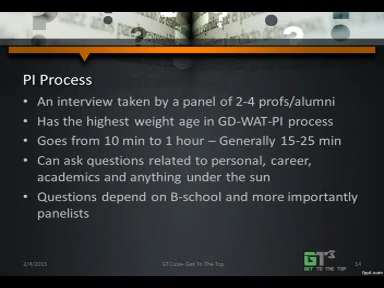 PI Process
• An interview taken by a panel of 2-4 profs/alumni
• Has the highest weight age in GD-WAT-PI process
• Goes from 10 min to 1 hour – Generally 15-25 min
• Can ask questions related to personal, career,
academics and anything under the sun
• Questions depend on B-school and more importantly
panelists
2/4/2015
GTCube- Get To The Top
GT3
GET TO THE TOP
14
fppt.com